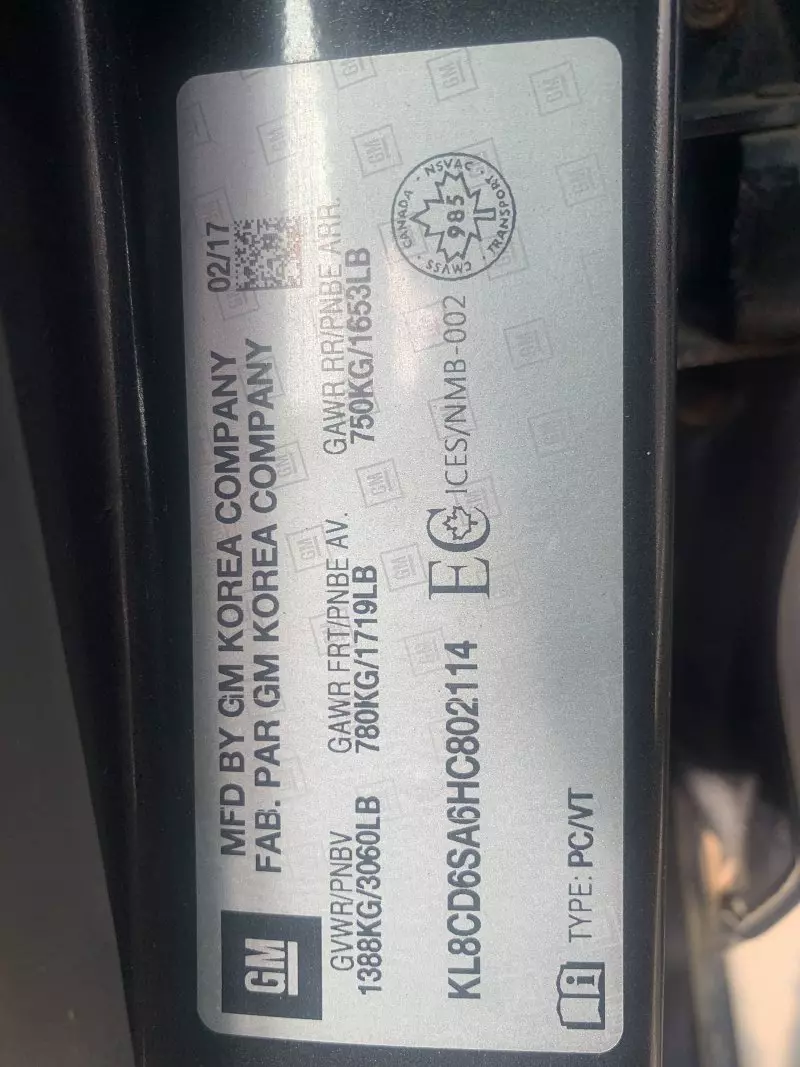 GM
MFD BY GM KOREA COMPANY 02/17
FAB. PAR GM KOREA COMPANY
GVWR/PNBV GAWR FRT/PNBE AV. GAWR RR/PNBE ARR.
1388KG/3060LB 780KG/1719LB 750KG/1653LB
KL8CD6SA6HC802114 EC ICES/NMB-002
CANADA · NSVAC · TRANSPORT · CMVSS
985
i TYPE: PC/VT